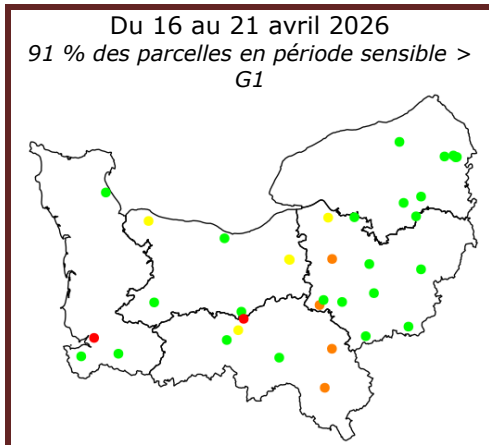 Du 16 au 21 avril 2026
91 % des parcelles en période sensible >
G1